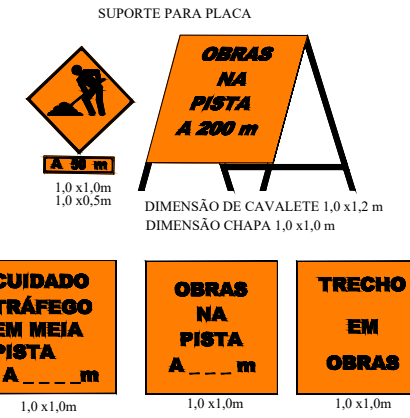 SUPORTE PARA PLACA
OBRAS
NA
PISTA
A 200 m
A 50 m
1,0 x1,0m
1,0 x0,5m
DIMENSÃO DE CAVALETE 1,0 x1,2 m
DIMENSÃO CHAPA 1,0 x1,0 m
CUIDADO
TRÁFEGO
EM MEIA
PISTA
A _ _ _ _m
1,0 x1,0m
OBRAS
NA
PISTA
A _ _ _ m
1,0 x1,0m
TRECHO
EM
OBRAS
1,0 x1,0m